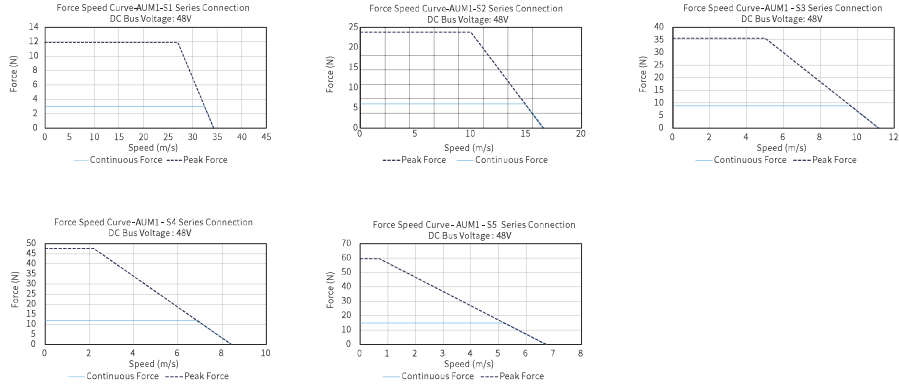 Force Speed Curve-AUM1-S1 Series Connection
DC Bus Voltage: 48V
Force (N)
14
12
10
8
6
4
2
0
0 5 10 15 20 25 30 35 40 45
Speed (m/s)
Continuous Force Peak Force
Force Speed Curve-AUM1-S2 Series Connection
DC Bus Voltage: 48V
Force (N)
25
20
15
10
5
0
0 5 10 15 20
Speed (m/s)
Peak Force Continuous Force
Force Speed Curve-AUM1 - S3 Series Connection
DC Bus Voltage : 48V
Force (N)
40
35
30
25
20
15
10
5
0
0 2 4 6 8 10 12
Speed (m/s)
Continuous Force Peak Force
Force Speed Curve-AUM1 - S4 Series Connection
DC Bus Voltage : 48V
Force (N)
50
45
40
35
30
25
20
15
10
5
0
0 2 4 6 8 10
Speed (m/s)
Continuous Force Peak Force
Force Speed Curve-AUM1 - S5 Series Connection
DC Bus Voltage : 48V
Force (N)
70
60
50
40
30
20
10
0
0 1 2 3 4 5 6 7 8
Speed (m/s)
Continuous Force Peak Force